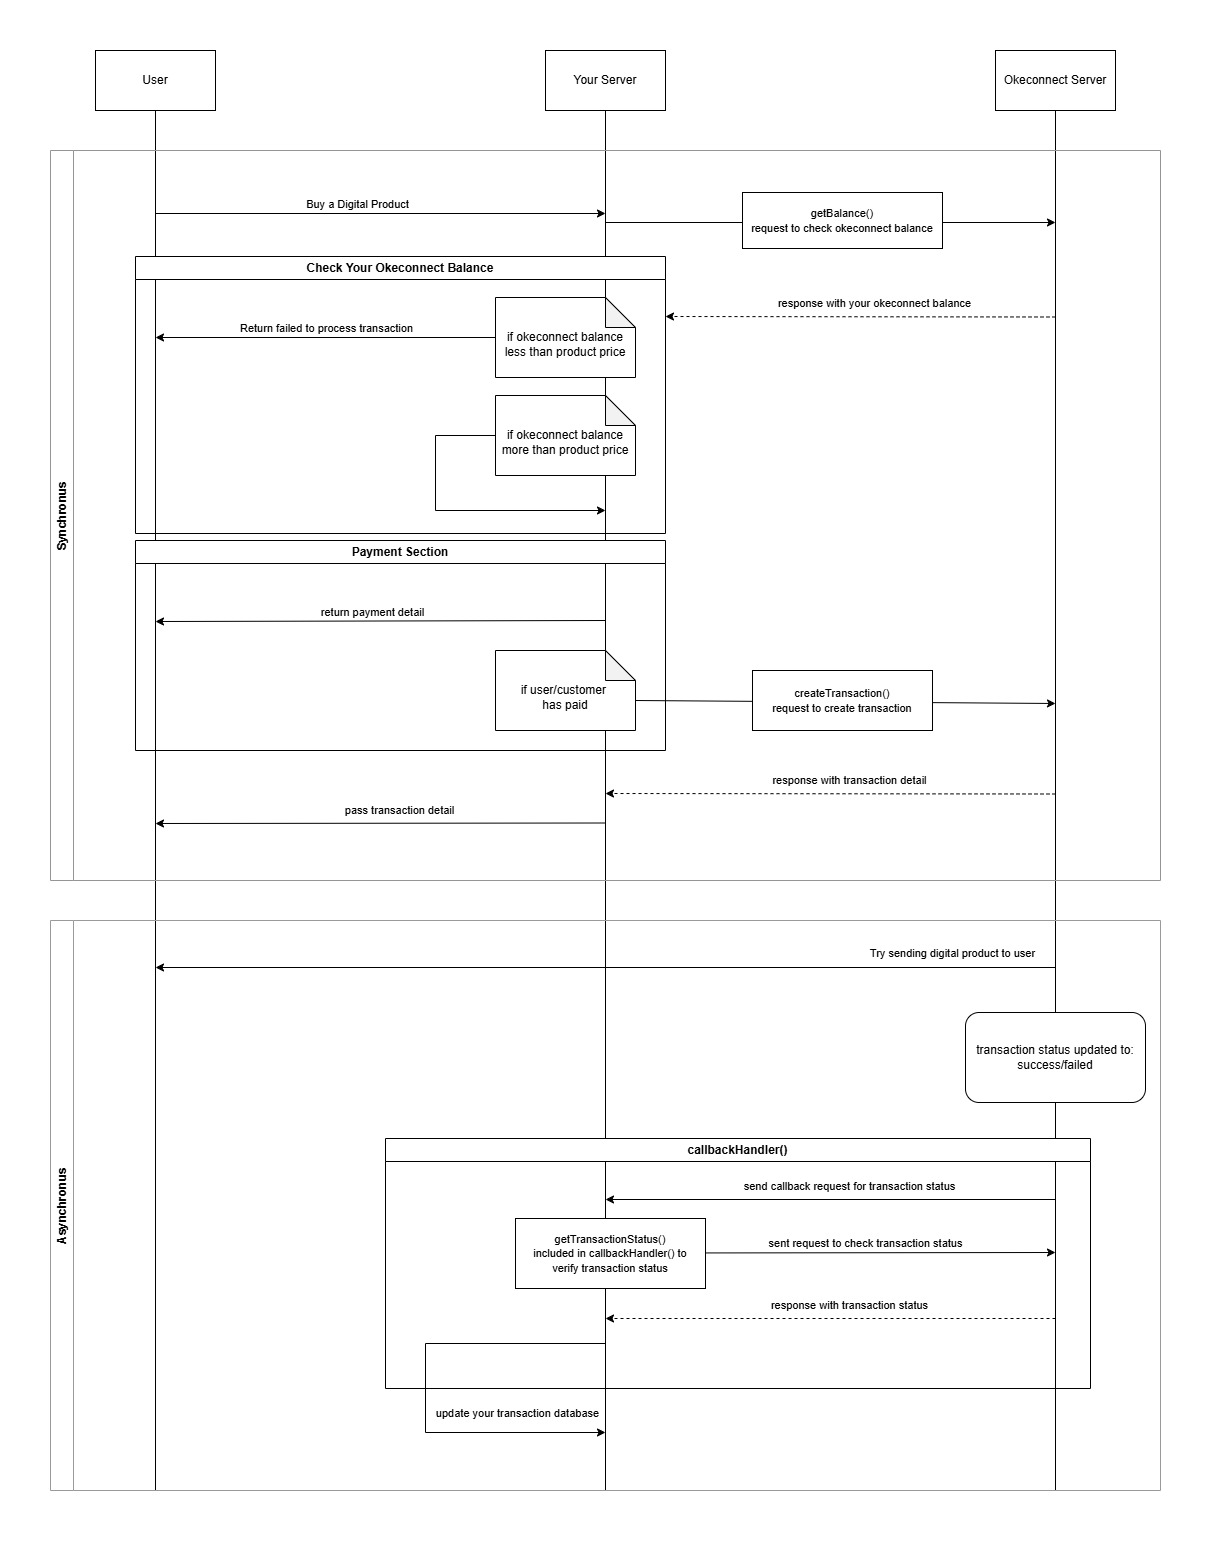 User
Your Server
Okeconnect Server
Synchronus
Buy a Digital Product
getBalance()
request to check okeconnect balance
Check Your Okeconnect Balance
response with your okeconnect balance
Return failed to process transaction
if okeconnect balance
less than product price
if okeconnect balance
more than product price
Payment Section
return payment detail
if user/customer
has paid
createTransaction()
request to create transaction
response with transaction detail
pass transaction detail
Asynchronus
Try sending digital product to user
transaction status updated to:
success/failed
callbackHandler()
send callback request for transaction status
getTransactionStatus()
included in callbackHandler() to
verify transaction status
sent request to check transaction status
response with transaction status
update your transaction database